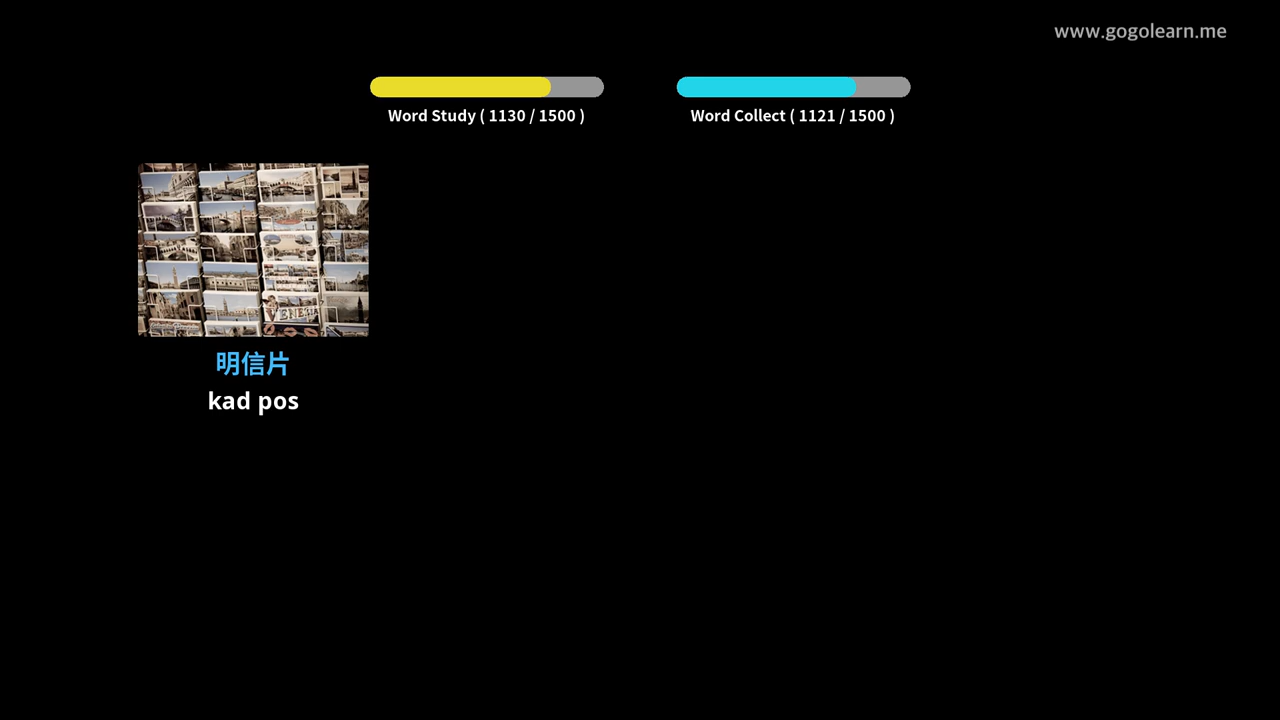 www.gogolearn.me
Word Study ( 1130 / 1500 )
Word Collect ( 1121 / 1500 )
明信片
kad pos